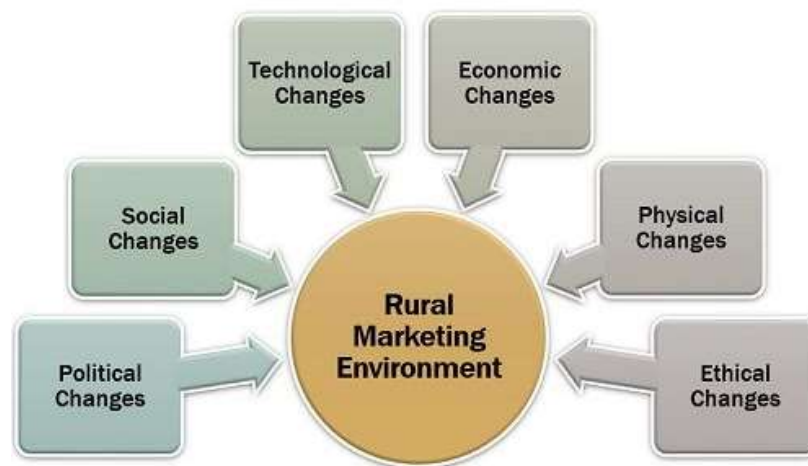 Technological
Changes
Economic
Changes
Social
Changes
Physical
Changes
Rural
Marketing
Environment
Political
Changes
Ethical
Changes